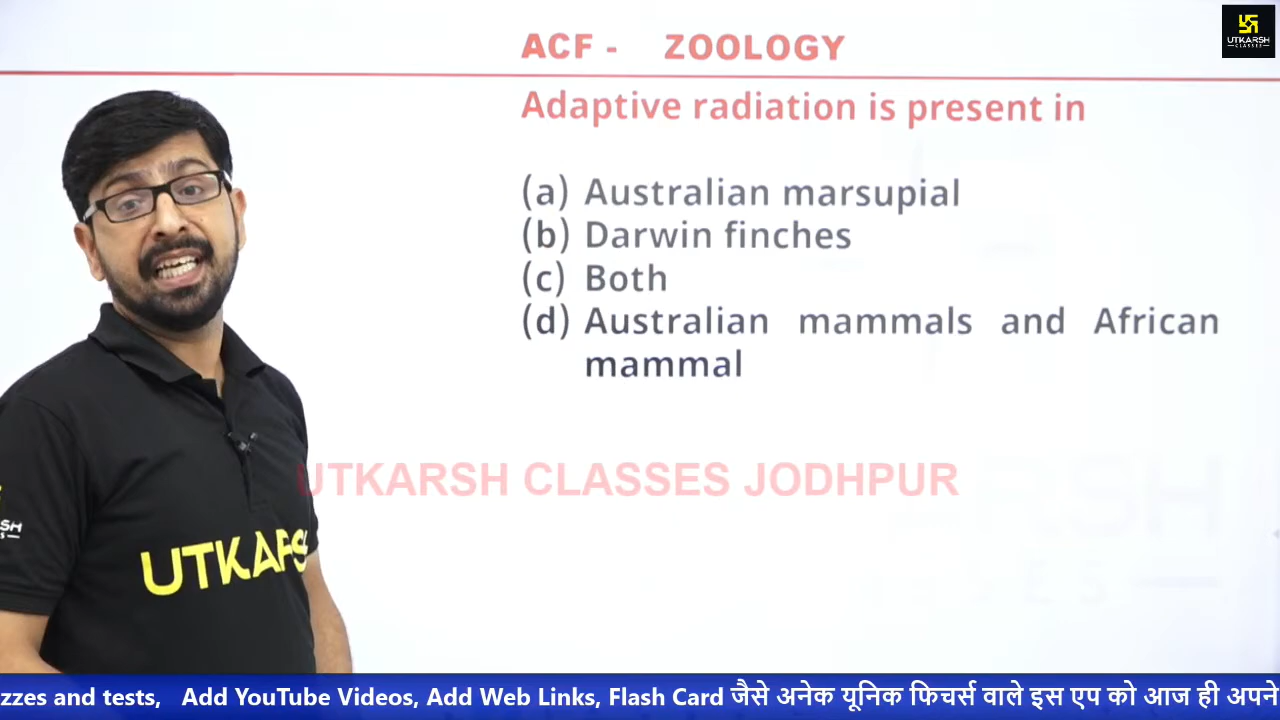 UTKARSH
CLASSES
ACF - ZOOLOGY
Adaptive radiation is present in
(a) Australian marsupial
(b) Darwin finches
(c) Both
(d) Australian mammals and African
mammal
UTKARSH CLASSES JODHPUR
UTKARS
zzes and tests, Add YouTube Videos, Add Web Links, Flash Card जैसे अनेक यूनिक फिचर्स वाले इस एप को आज ही अपने